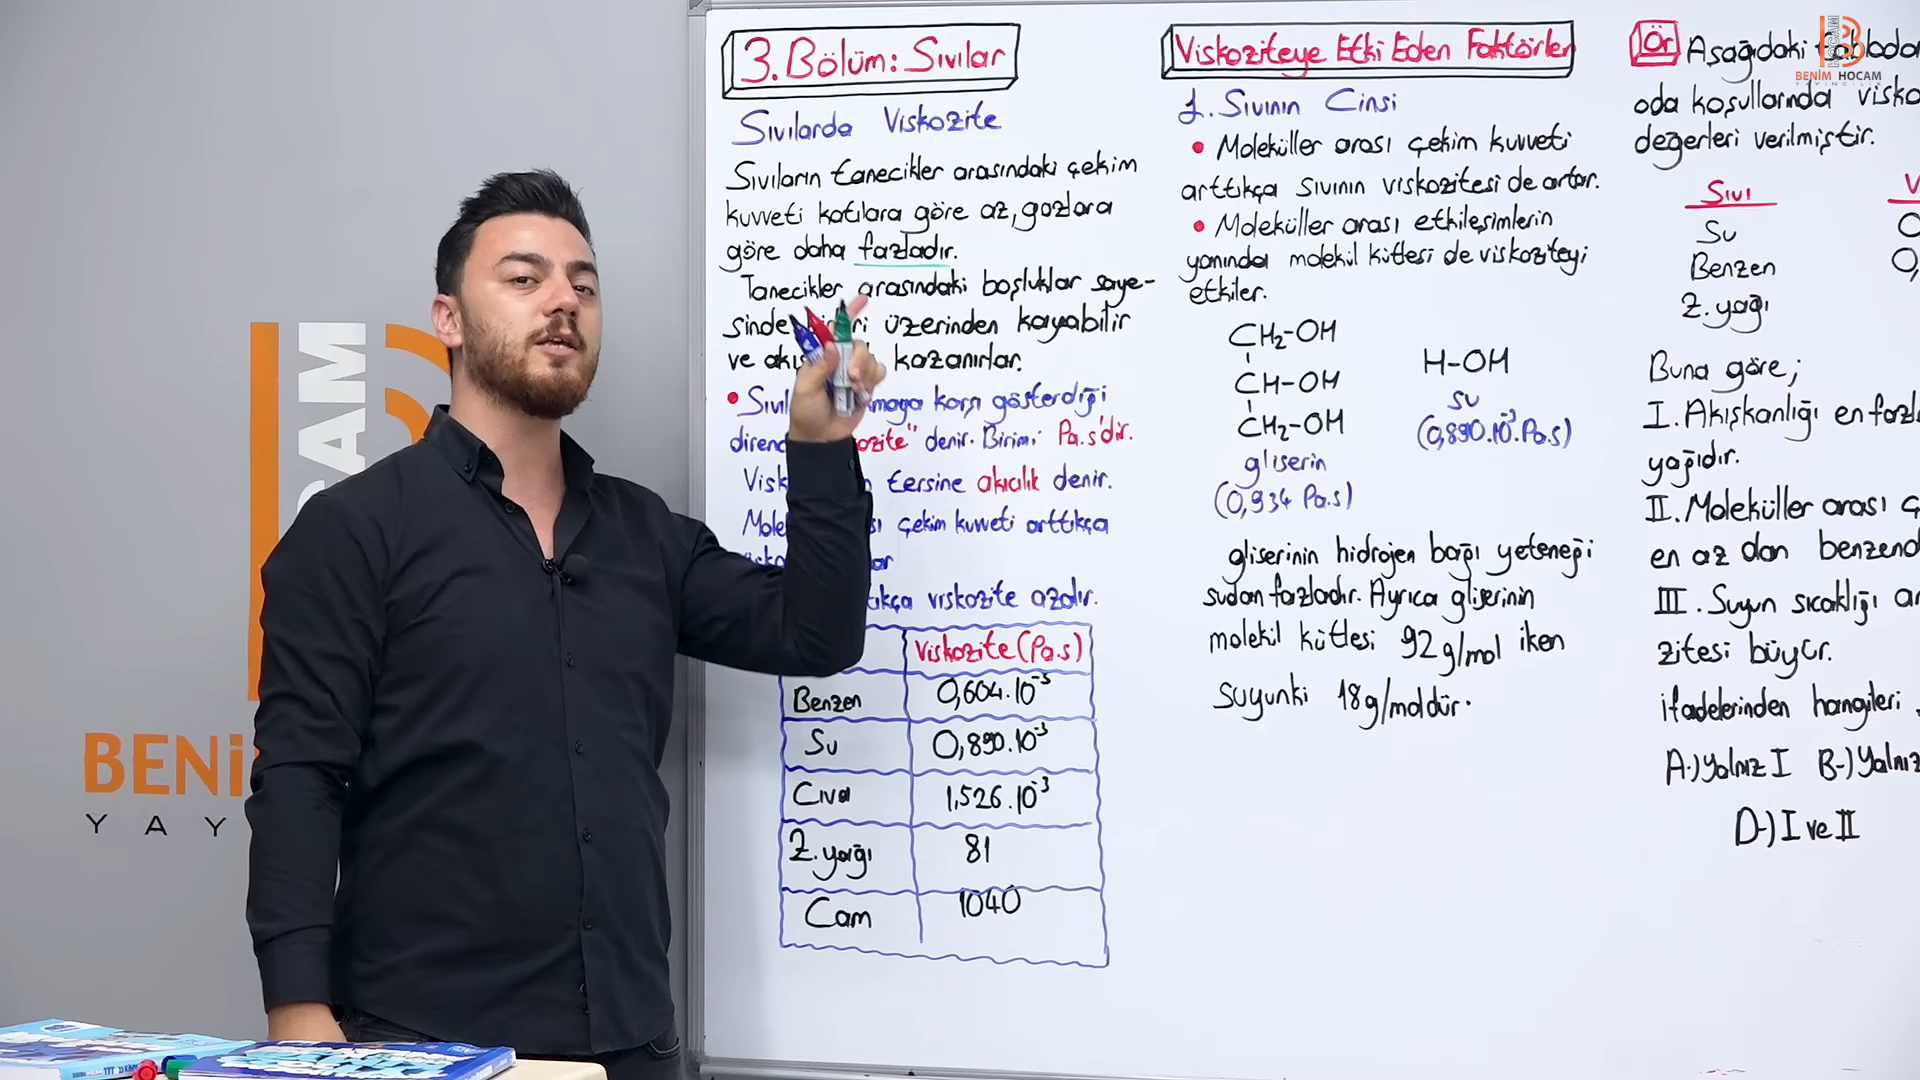 3. Bölüm: Sıvılar
Sıvılarda Viskozite
Sıvıların tanecikler arasındaki çekim
kuvveti katılara göre az, gazlara
göre daha fazladır.
Tanecikler arasındaki boşluklar saye-
sinde üzerinden kayabilir
ve kazanırlar.
• karşı gösterdiği
denir. Birimi Pa.s'dir.
tersine akıcılık denir.
çekim kuvveti arttıkça
viskozite azalır.
Viskozite (Pa.s)
Benzen 0,604.10⁻³
Su 0,890.10⁻³
Cıva 1,526.10⁻³
Z. yağı 81
Cam 1040
Viskoziteye Etki Eden Faktörler
1. Sıvının Cinsi
• Moleküller arası çekim kuvveti
arttıkça sıvının viskozitesi de artar.
• Moleküller arası etkileşimlerin
yanında molekül kütlesi de viskoziteyi
etkiler.
CH₂-OH
CH-OH
CH₂-OH
gliserin
(0,934 Pa.s)
H-OH
su
(0,890.10⁻³.Pa.s)
gliserinin hidrojen bağı yeteneği
sudan fazladır. Ayrıca gliserinin
molekül kütlesi 92 g/mol iken
suyunki 18 g/moldür.
Ör Aşağıdaki
oda koşullarında
değerleri verilmiştir.
Sıvı
Su
Benzen
Z. yağı
Buna göre;
I. Akışkanlığı en
yağıdır.
II. Moleküller arası
en az olan
III. Suyun sıcaklığı
zitesi büyür.
ifadelerinden hangileri
A-) Yalnız I B-) Yalnız
D-) I ve II
BENİM HOCAM
YAYINCILIK